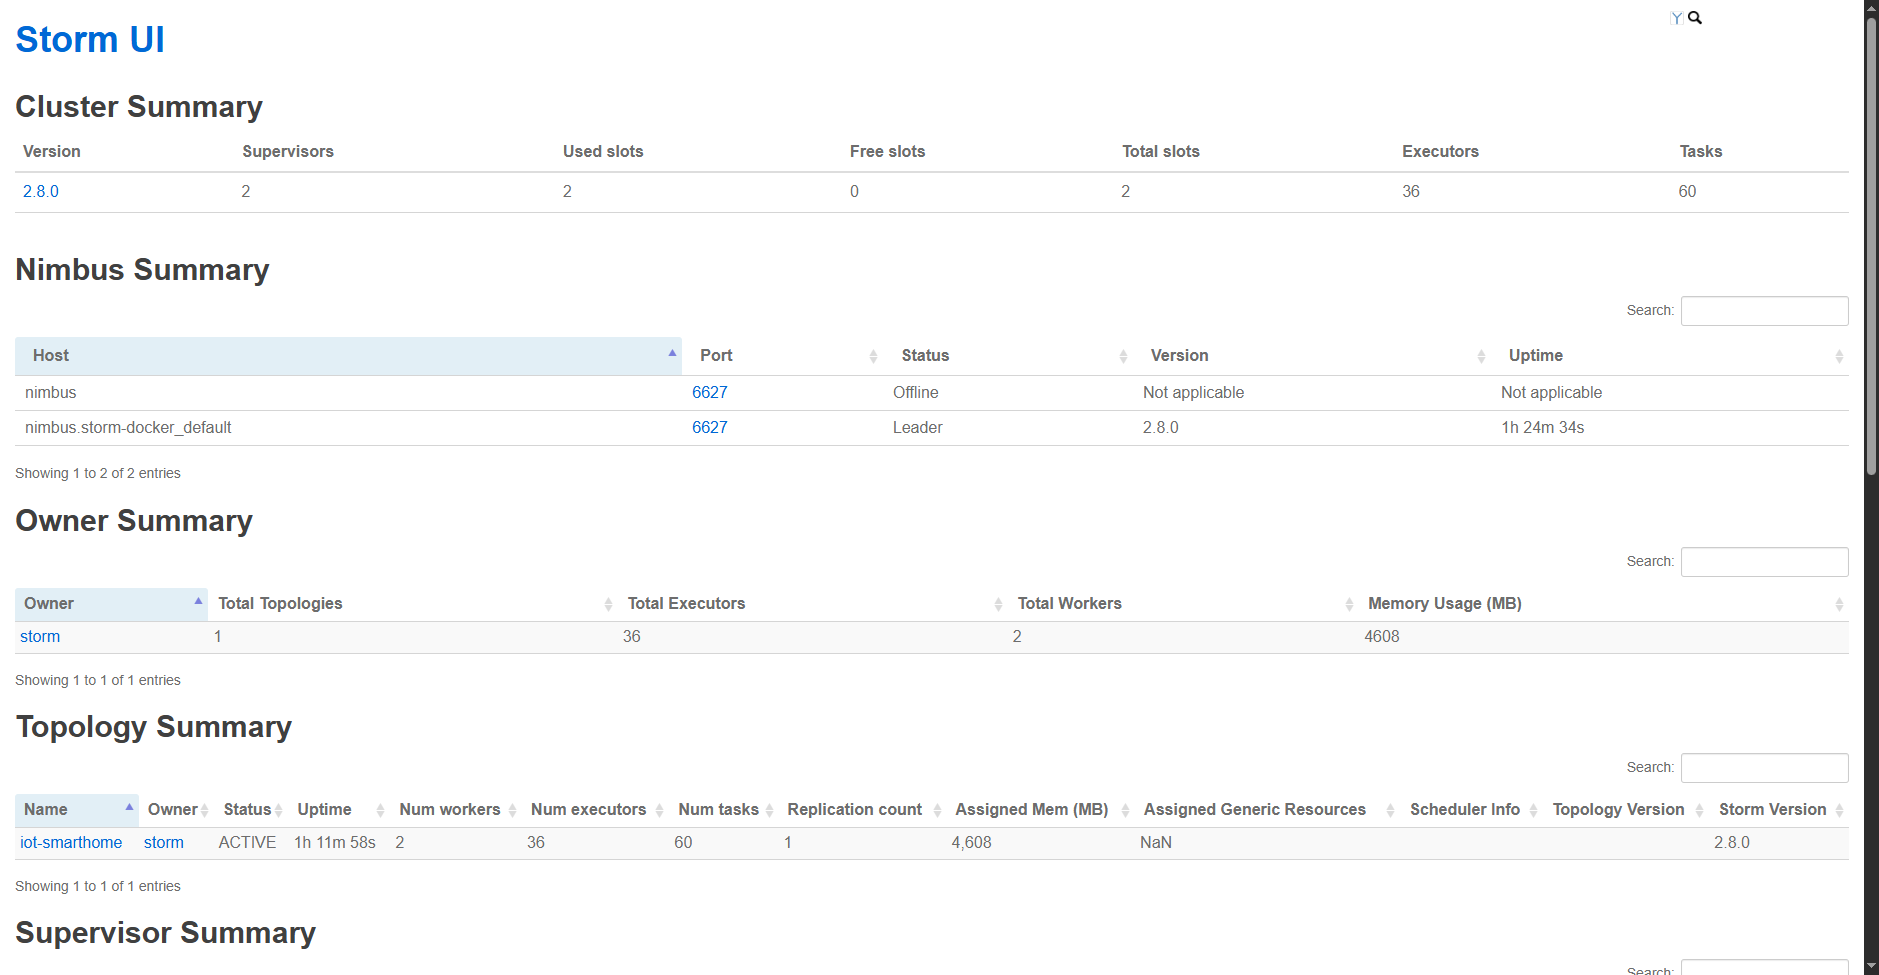 Storm UI
Cluster Summary
Version Supervisors Used slots Free slots Total slots Executors Tasks
2.8.0 2 2 0 2 36 60
Nimbus Summary
Search:
Host Port Status Version Uptime
nimbus 6627 Offline Not applicable Not applicable
nimbus.storm-docker_default 6627 Leader 2.8.0 1h 24m 34s
Showing 1 to 2 of 2 entries
Owner Summary
Search:
Owner Total Topologies Total Executors Total Workers Memory Usage (MB)
storm 1 36 2 4608
Showing 1 to 1 of 1 entries
Topology Summary
Search:
Name Owner Status Uptime Num workers Num executors Num tasks Replication count Assigned Mem (MB) Assigned Generic Resources Scheduler Info Topology Version Storm Version
iot-smarthome storm ACTIVE 1h 11m 58s 2 36 60 1 4,608 NaN 2.8.0
Showing 1 to 1 of 1 entries
Supervisor Summary
Search: